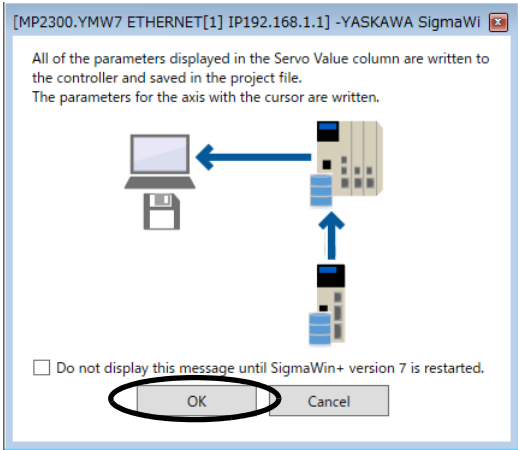 [MP2300.YMW7 ETHERNET[1] IP192.168.1.1] -YASKAWA SigmaWi
All of the parameters displayed in the Servo Value column are written to
the controller and saved in the project file.
The parameters for the axis with the cursor are written.
Do not display this message until SigmaWin+ version 7 is restarted.
OK
Cancel